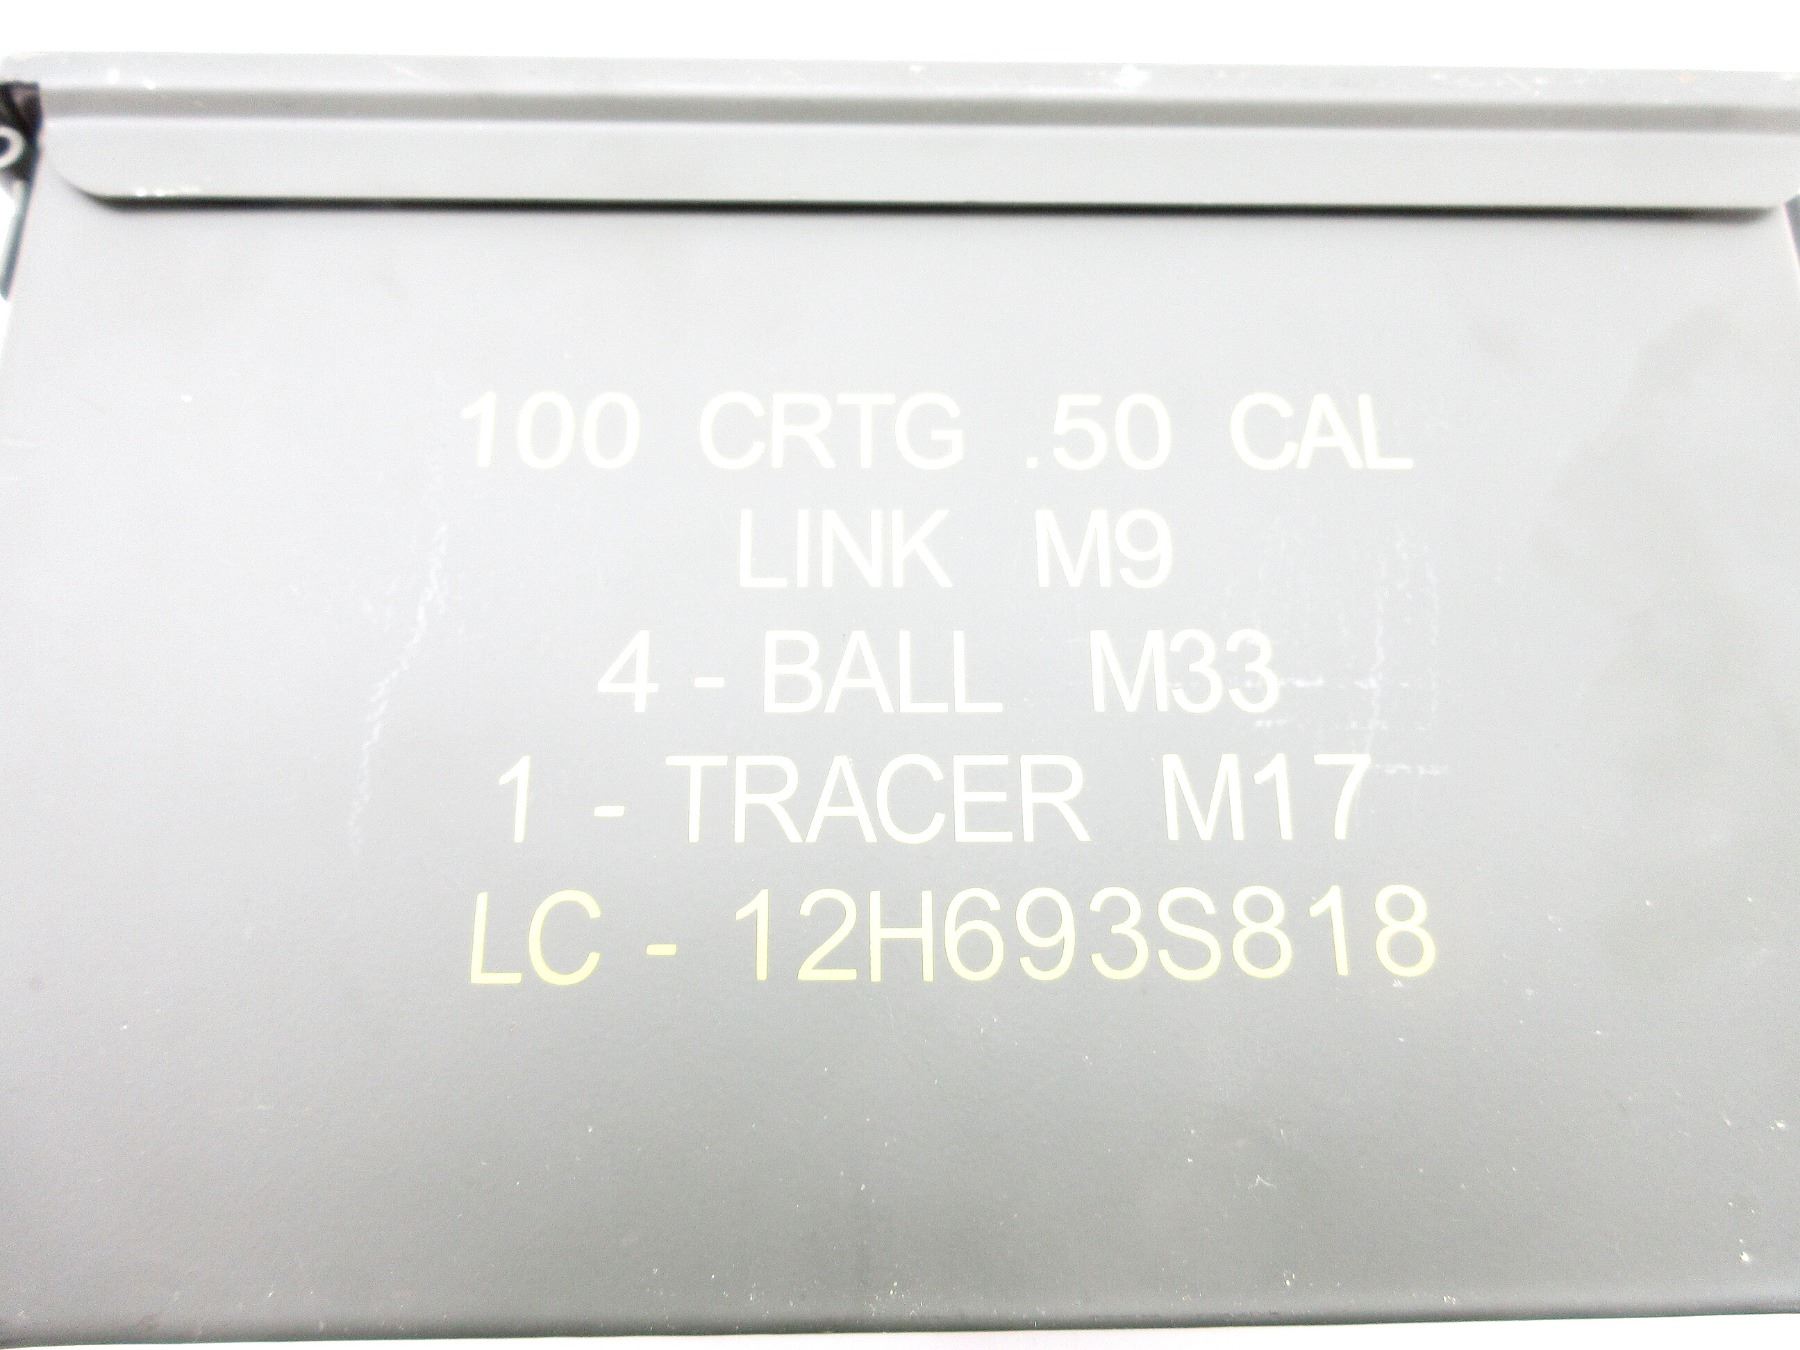 100 CRTG .50 CAL
LINK M9
4 - BALL M33
1 - TRACER M17
LC - 12H693S818